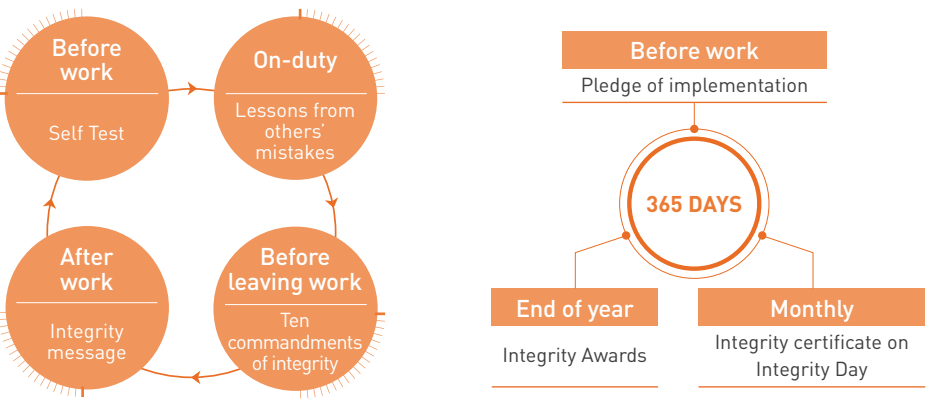 Before
work
Self Test
On-duty
Lessons from
others’
mistakes
Before
leaving work
Ten
commandments
of integrity
After
work
Integrity
message
Before work
Pledge of implementation
365 DAYS
End of year
Integrity Awards
Monthly
Integrity certificate on
Integrity Day